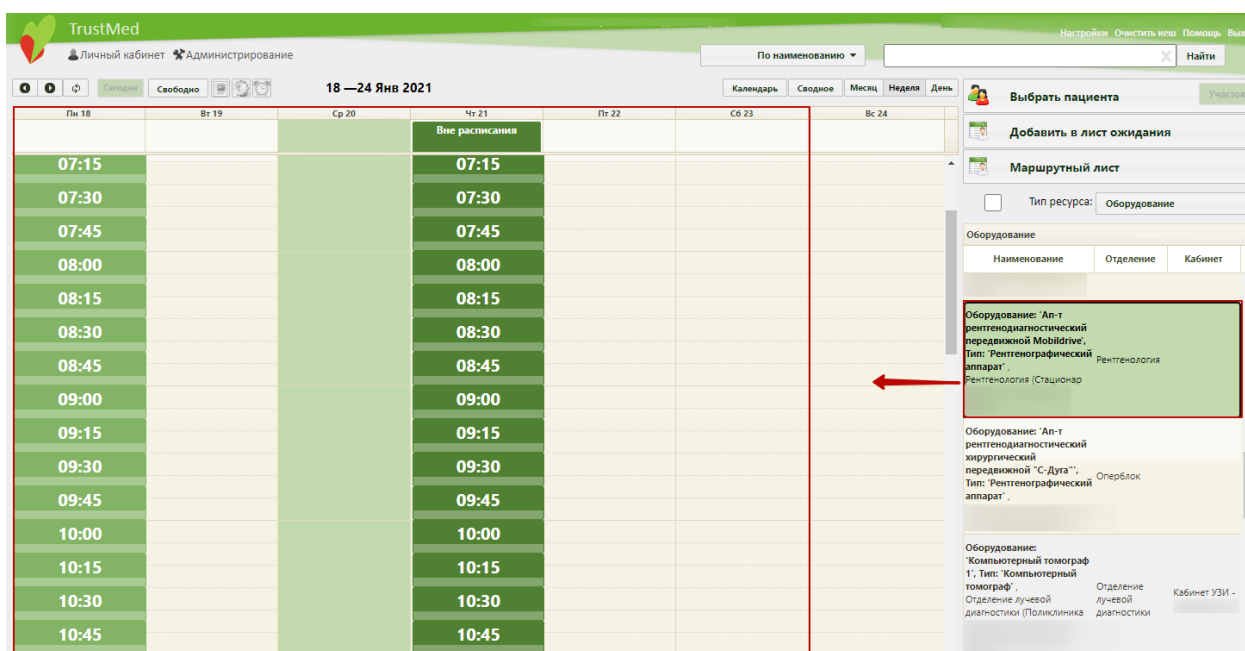 TrustMed
Настройки Очистить кеш Помощь Вых
Личный кабинет Администрирование
По наименованию
Найти
Сегодня
Свободно
18 —24 Янв 2021
Календарь Сводное Месяц Неделя День
Пн 18 Вт 19 Ср 20 Чт 21 Пт 22 Сб 23 Вс 24
Вне расписания
07:15 07:15
07:30 07:30
07:45 07:45
08:00 08:00
08:15 08:15
08:30 08:30
08:45 08:45
09:00 09:00
09:15 09:15
09:30 09:30
09:45 09:45
10:00 10:00
10:15 10:15
10:30 10:30
10:45 10:45
Выбрать пациента
Участок
Добавить в лист ожидания
Маршрутный лист
Тип ресурса: Оборудование
Оборудование
Наименование Отделение Кабинет
Оборудование: 'Ап-т
рентгенодиагностический
передвижной Mobildrive',
Тип: 'Рентгенографический
аппарат' ,
Рентгенология (Стационар
Рентгенология
Оборудование: 'Ап-т
рентгенодиагностический
хирургический
передвижной "С-Дуга"',
Тип: 'Рентгенографический
аппарат' ,
Оперблок
Оборудование:
'Компьютерный томограф
1', Тип: 'Компьютерный
томограф' ,
Отделение лучевой
диагностики (Поликлиника
Отделение
лучевой
диагностики
Кабинет УЗИ -